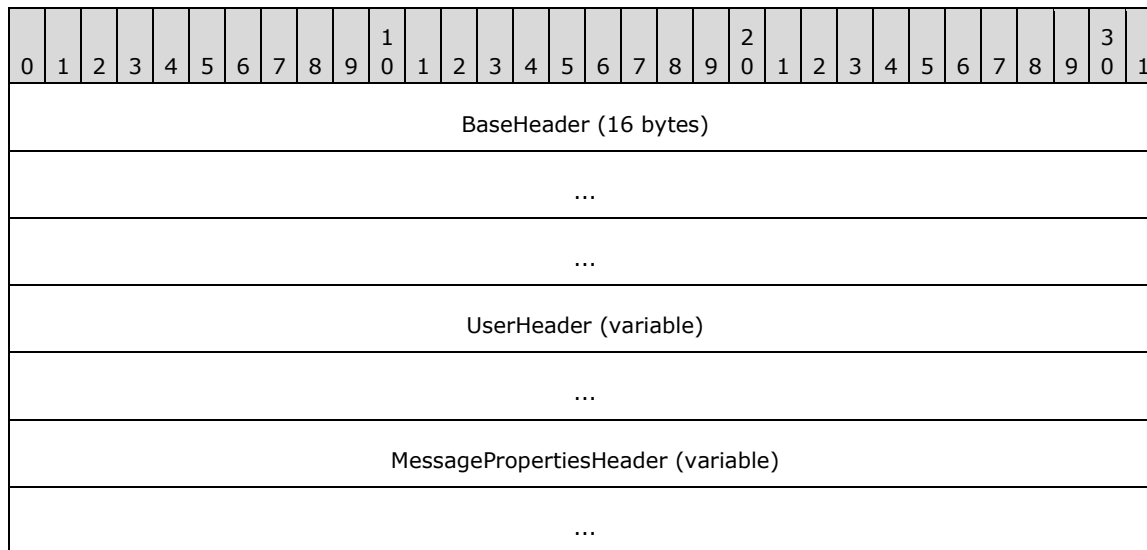 1 2 3
0 1 2 3 4 5 6 7 8 9 0 1 2 3 4 5 6 7 8 9 0 1 2 3 4 5 6 7 8 9 0 1
BaseHeader (16 bytes)
...
...
UserHeader (variable)
...
MessagePropertiesHeader (variable)
...